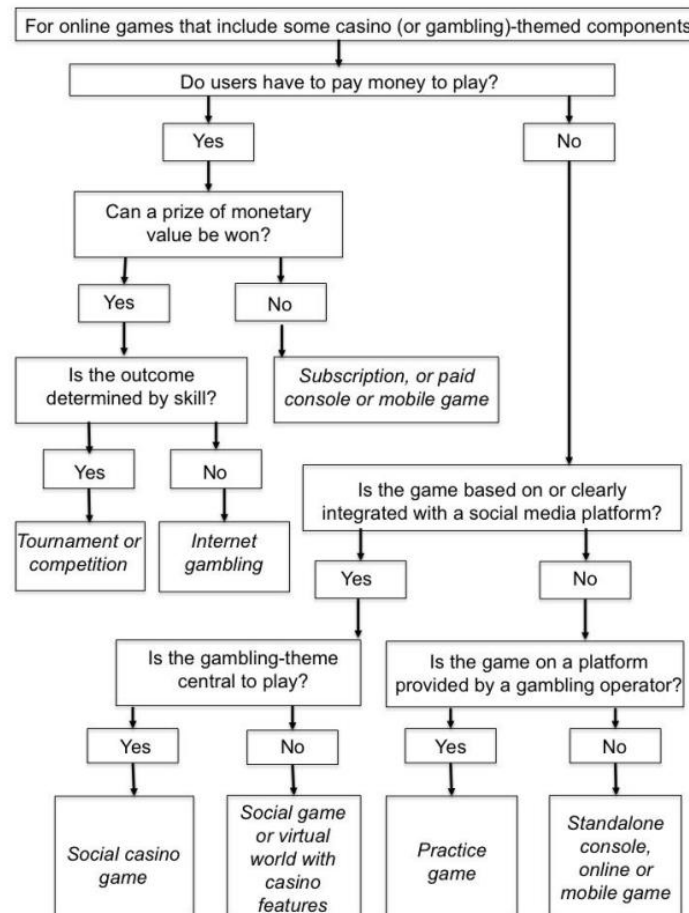 For online games that include some casino (or gambling)-themed components
Do users have to pay money to play?
Yes
No
Can a prize of monetary
value be won?
Yes
No
Is the outcome
determined by skill?
Subscription, or paid
console or mobile game
Yes
No
Is the game based on or clearly
integrated with a social media platform?
Tournament or
competition
Internet
gambling
Yes
No
Is the gambling-theme
central to play?
Is the game on a platform
provided by a gambling operator?
Yes
No
Yes
No
Social casino
game
Social game
or virtual
world with
casino
features
Practice
game
Standalone
console,
online or
mobile game